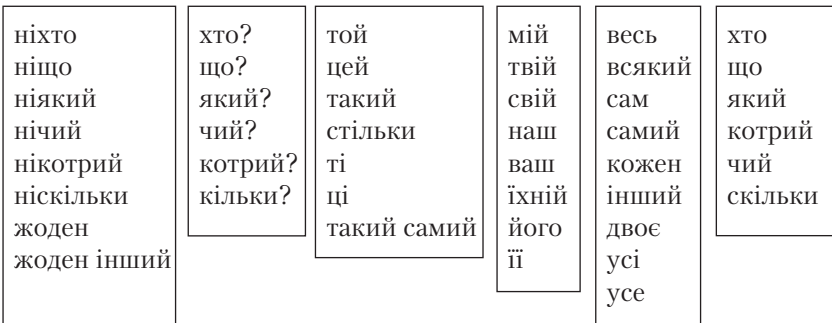 ніхто
ніщо
ніякий
нічий
нікотрий
ніскільки
жоден
жоден інший
хто?
що?
який?
чий?
котрий?
кільки?
той
цей
такий
стільки
ті
ці
такий самий
мій
твій
свій
наш
ваш
їхній
його
її
весь
всякий
сам
самий
кожен
інший
двоє
усі
усе
хто
що
який
котрий
чий
скільки